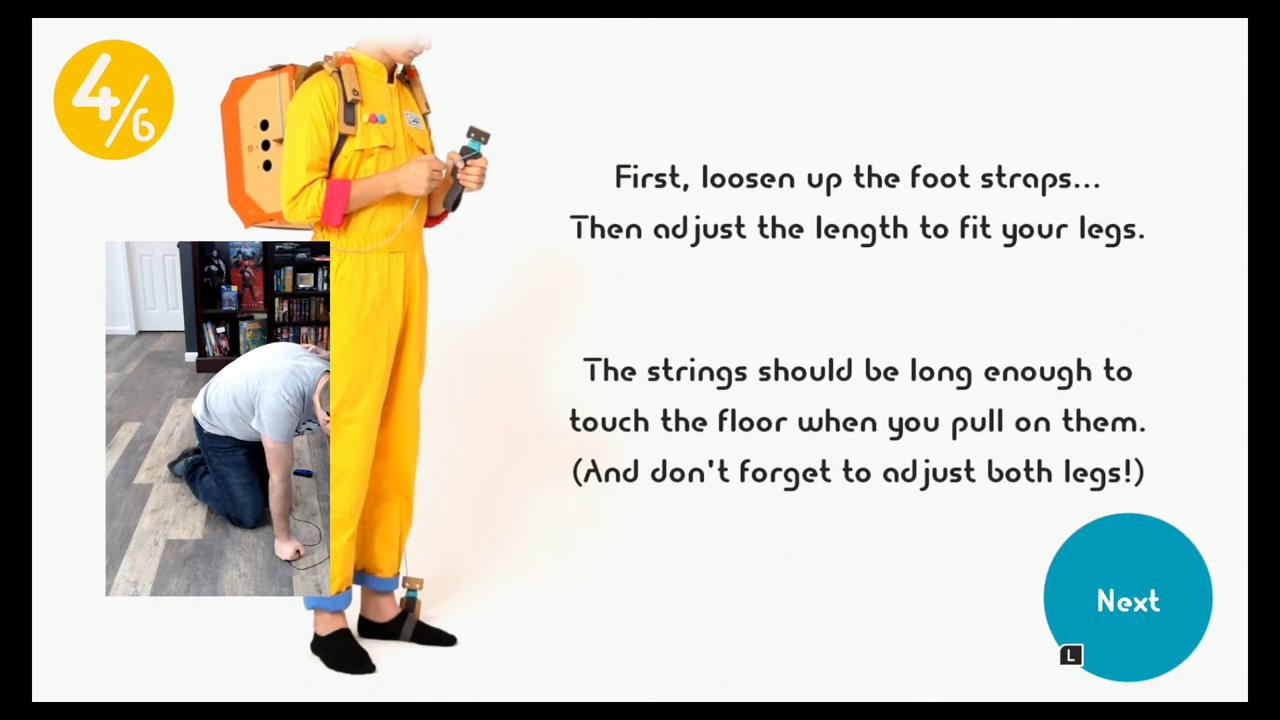 4/6
First, loosen up the foot straps...
Then adjust the length to fit your legs.
The strings should be long enough to
touch the floor when you pull on them.
(And don't forget to adjust both legs!)
Next
L